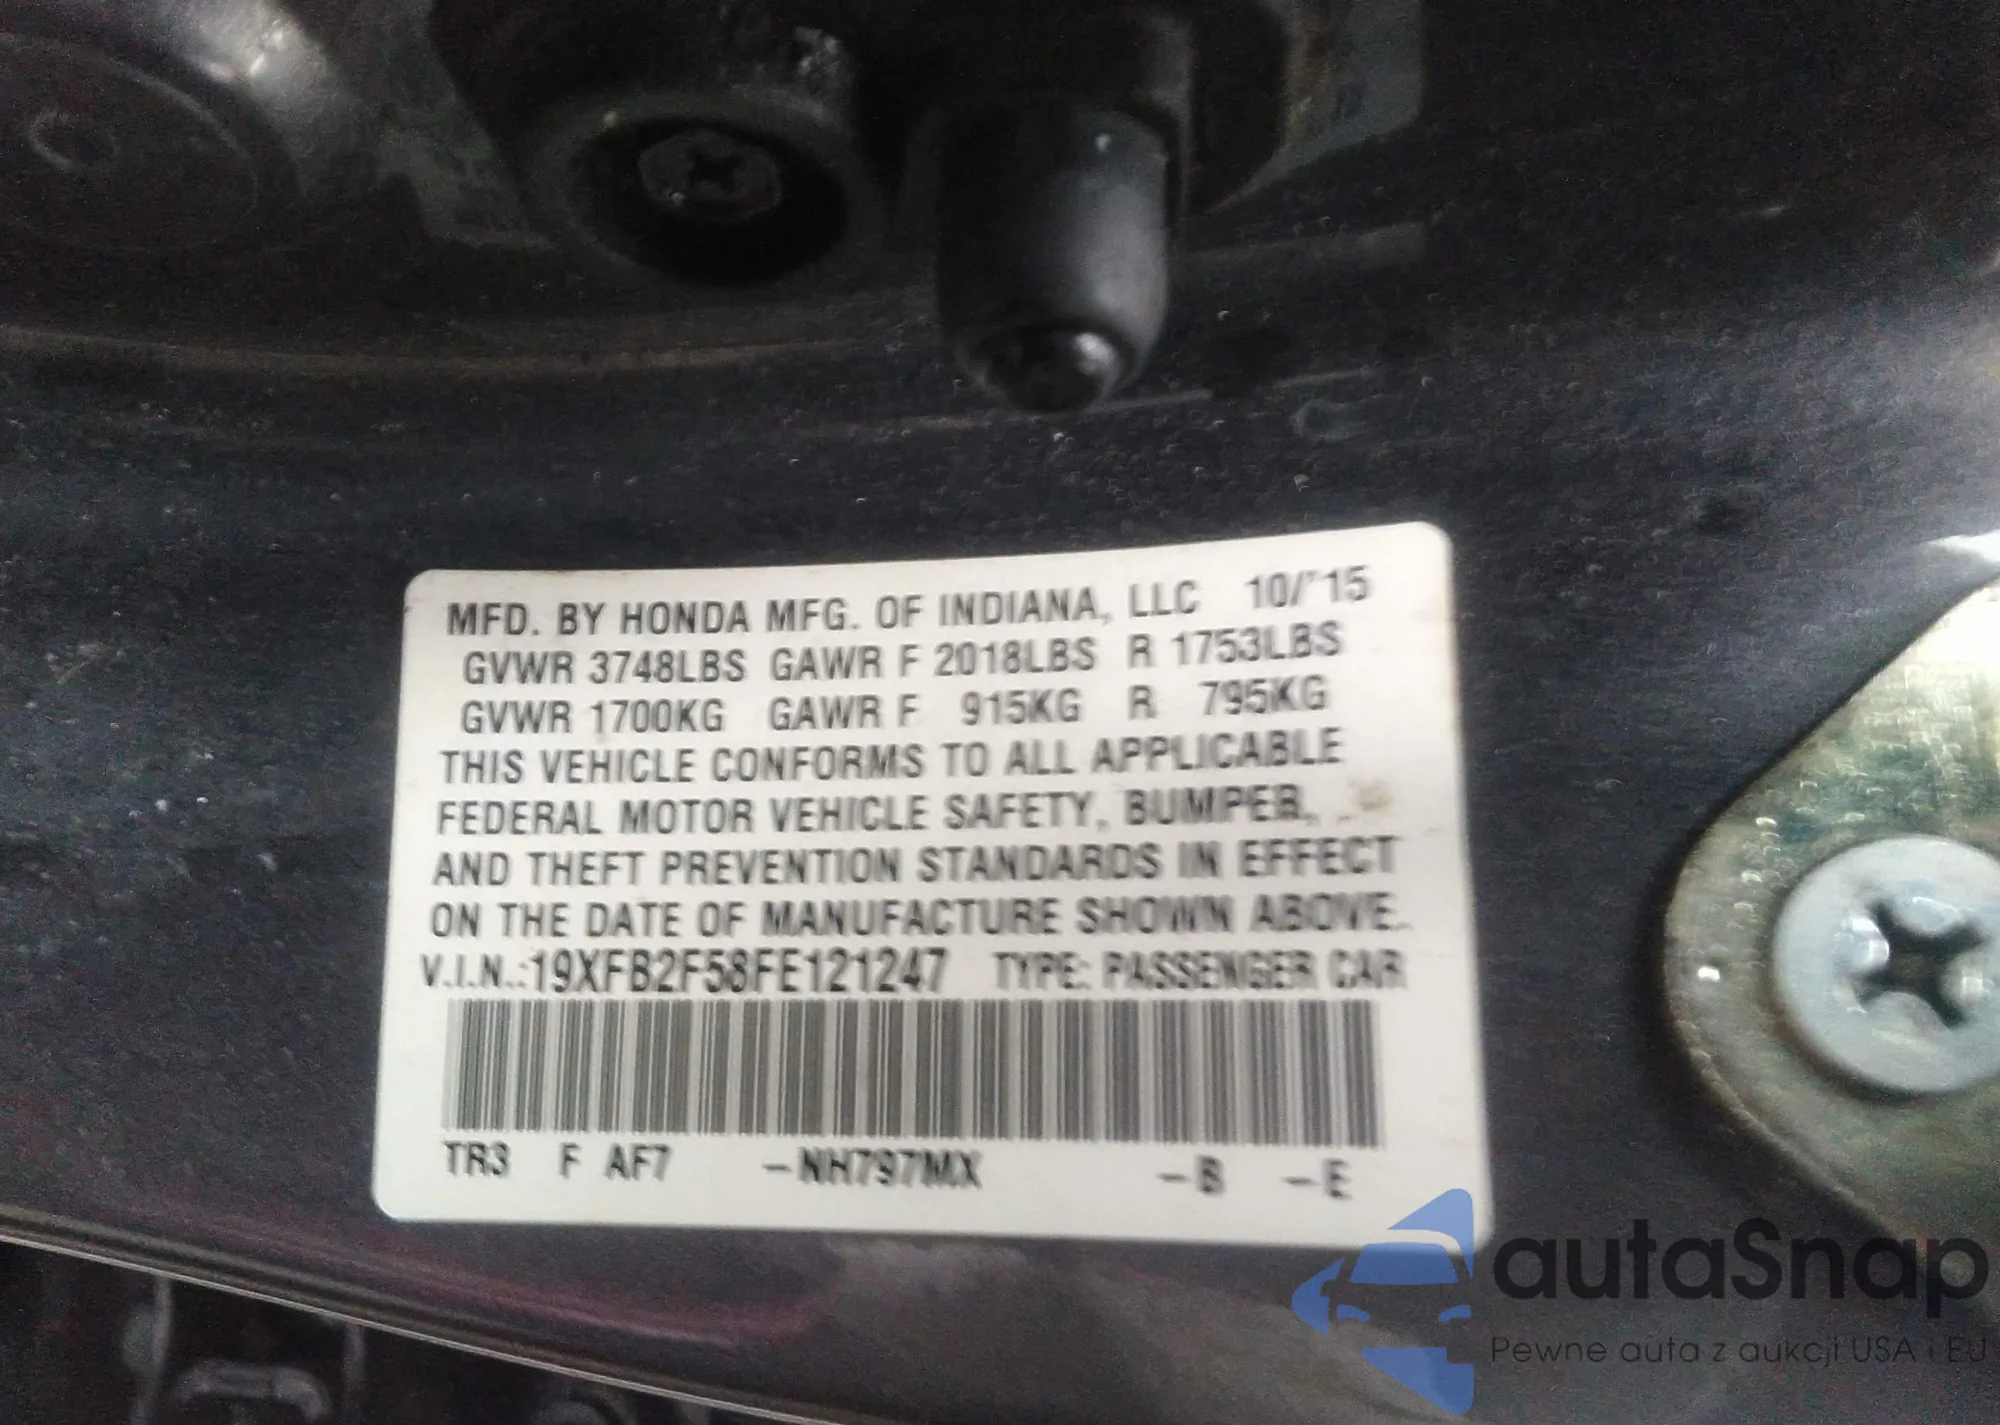 MFD. BY HONDA MFG. OF INDIANA, LLC 10/'15
GVWR 3748LBS GAWR F 2018LBS R 1753LBS
GVWR 1700KG GAWR F 915KG R 795KG
THIS VEHICLE CONFORMS TO ALL APPLICABLE
FEDERAL MOTOR VEHICLE SAFETY, BUMPER,
AND THEFT PREVENTION STANDARDS IN EFFECT
ON THE DATE OF MANUFACTURE SHOWN ABOVE.
V.I.N.:19XFB2F58FE121247 TYPE: PASSENGER CAR
TR3 F AF7 -NH797MX -B -E
autaSnap
Pewne auta z aukcji USA i EU